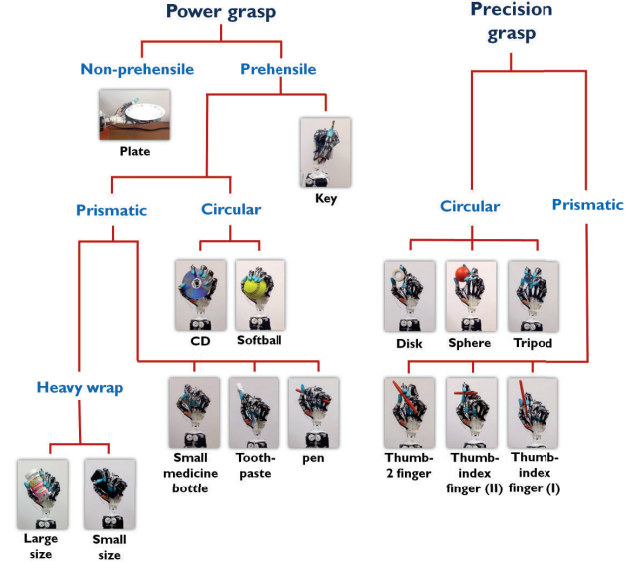 Power grasp
Precision
grasp
Non-prehensile
Prehensile
Plate
Key
Prismatic
Circular
Circular
Prismatic
CD
Softball
Disk
Sphere
Tripod
Heavy wrap
Small
medicine
bottle
Tooth-
paste
pen
Thumb-
2 finger
Thumb-
index
finger (II)
Thumb-
index
finger (I)
Large
size
Small
size